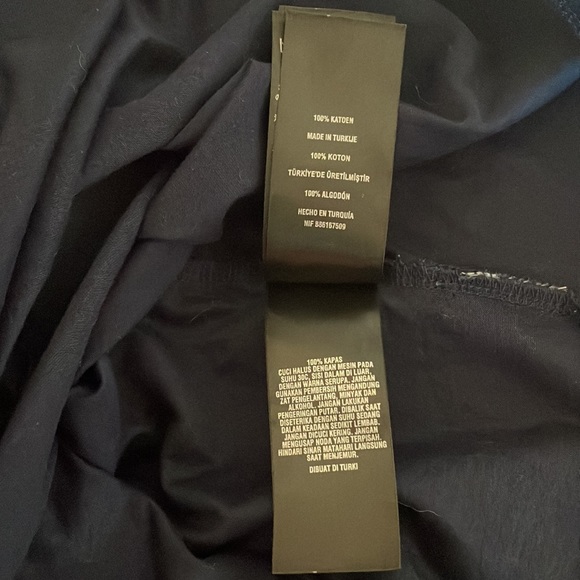 100% KATOEN
MADE IN TURKIJE
100% KOTON
TÜRKİYE'DE ÜRETİLMİŞTİR
100% ALGODÓN
HECHO EN TURQUÍA
NIF B86167509
100% KAPAS
CUCI HALUS DENGAN MESIN PADA
SUHU 30C, SISI DALAM DI LUAR,
DENGAN WARNA SERUPA. JANGAN
GUNAKAN PEMBERSIH MENGANDUNG
ZAT PENGELANTANG, MINYAK DAN
ALKOHOL. JANGAN LAKUKAN
PENGERINGAN PUTAR. DIBALIK SAAT
DISETERIKA DENGAN SUHU SEDANG
DALAM KEADAAN SEDIKIT LEMBAB.
JANGAN DICUCI KERING. JANGAN
MENGUSAP NODA YANG TERPISAH.
HINDARI SINAR MATAHARI LANGSUNG
SAAT MENJEMUR.
DIBUAT DI TURKI